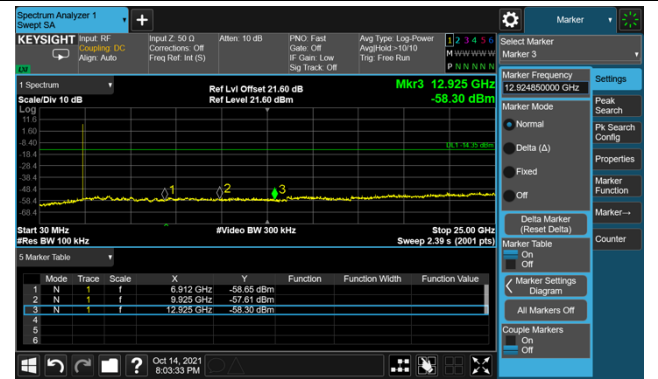 Spectrum Analyzer 1
Swept SA
Marker
KEYSIGHT
Input: RF
Coupling: DC
Align: Auto
Input Z: 50 Ω
Corrections: Off
Freq Ref: Int (S)
Atten: 10 dB
PNO: Fast
Gate: Off
IF Gain: Low
Sig Track: Off
Avg Type: Log-Power
Avg|Hold:>10/10
Trig: Free Run
1 2 3 4 5 6
M W W W W W
P N N N N N
Select Marker
Marker 3
1 Spectrum
Scale/Div 10 dB
Ref Lvl Offset 21.60 dB
Ref Level 21.60 dBm
Mkr3 12.925 GHz
-58.30 dBm
Log
11.6
1.60
-8.40
-18.4
-28.4
-38.4
-48.4
-58.4
-68.4
DL1 -14.35 dBm
1
2
3
Start 30 MHz
#Res BW 100 kHz
#Video BW 300 kHz
Stop 25.00 GHz
Sweep 2.39 s (2001 pts)
5 Marker Table
Mode Trace Scale X Y Function Function Width Function Value
1 N 1 f 6.912 GHz -58.65 dBm
2 N 1 f 9.925 GHz -57.61 dBm
3 N 1 f 12.925 GHz -58.30 dBm
4
5
6
Marker Frequency
12.924850000 GHz
Marker Mode
Normal
Delta (Δ)
Fixed
Off
Delta Marker
(Reset Delta)
Marker Table
On
Off
Marker Settings
Diagram
All Markers Off
Couple Markers
On
Off
Settings
Peak
Search
Pk Search
Config
Properties
Marker
Function
Marker→
Counter
?
Oct 14, 2021
8:03:33 PM